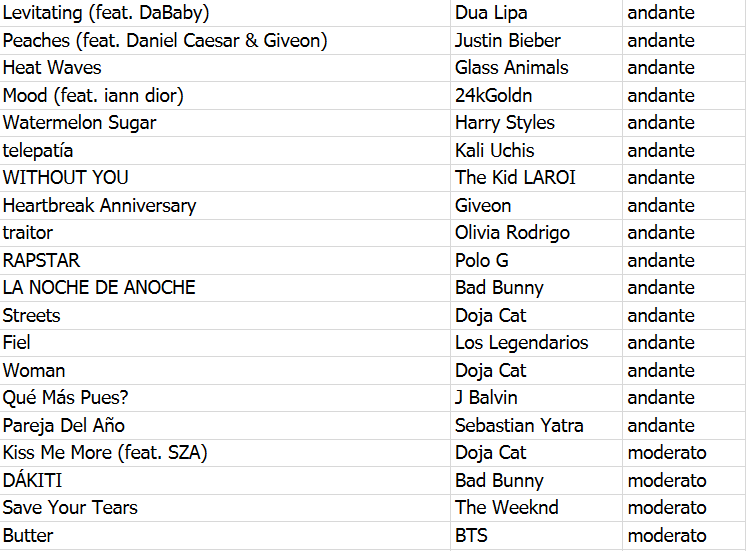 Levitating (feat. DaBaby) Dua Lipa andante
Peaches (feat. Daniel Caesar & Giveon) Justin Bieber andante
Heat Waves Glass Animals andante
Mood (feat. iann dior) 24kGoldn andante
Watermelon Sugar Harry Styles andante
telepatía Kali Uchis andante
WITHOUT YOU The Kid LAROI andante
Heartbreak Anniversary Giveon andante
traitor Olivia Rodrigo andante
RAPSTAR Polo G andante
LA NOCHE DE ANOCHE Bad Bunny andante
Streets Doja Cat andante
Fiel Los Legendarios andante
Woman Doja Cat andante
Qué Más Pues? J Balvin andante
Pareja Del Año Sebastian Yatra andante
Kiss Me More (feat. SZA) Doja Cat moderato
DÁKITI Bad Bunny moderato
Save Your Tears The Weeknd moderato
Butter BTS moderato